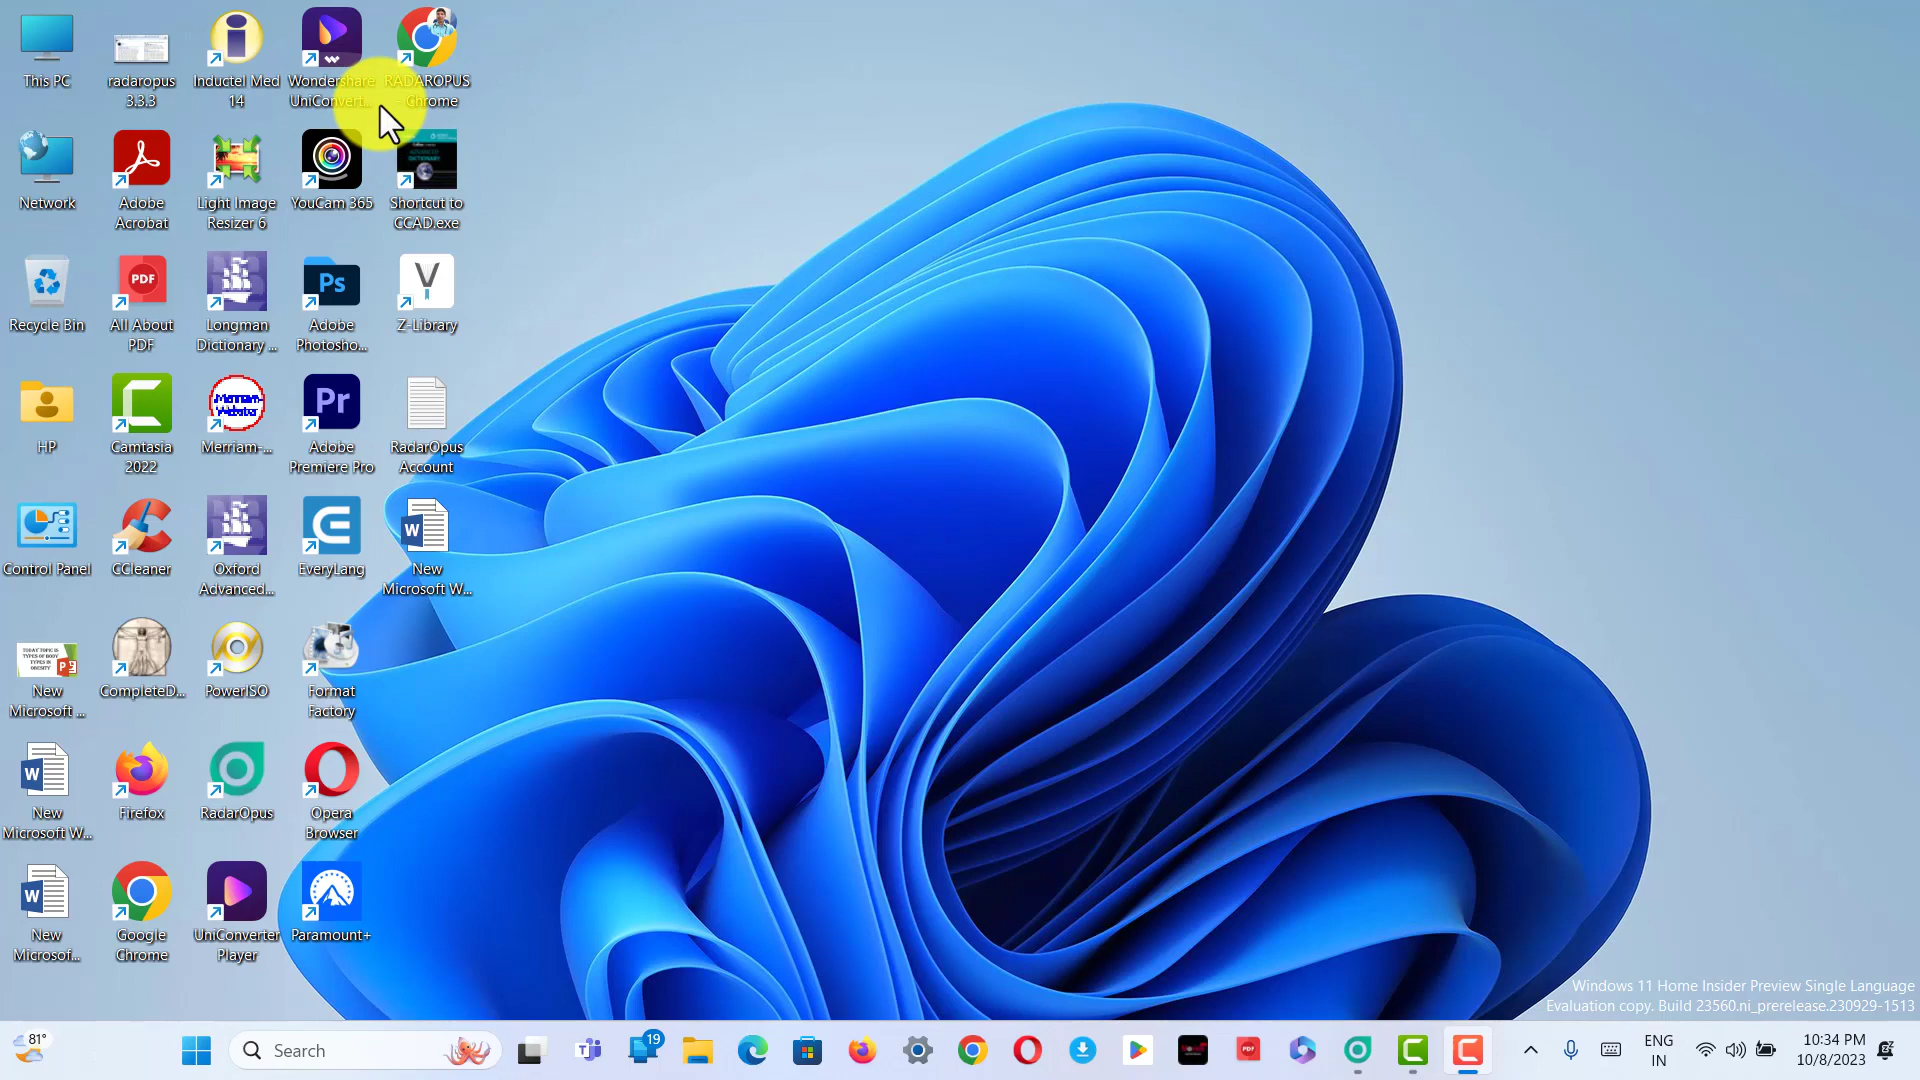 This PC
radaropus
3.3.3
Inductel Med
14
Wondershare
UniConvert...
RADAROPUS
- Chrome
Network
Adobe
Acrobat
Light Image
Resizer 6
YouCam 365
Shortcut to
CCAD.exe
Recycle Bin
All About
PDF
Longman
Dictionary ...
Adobe
Photosho...
Z-Library
HP
Camtasia
2022
Merriam-...
Adobe
Premiere Pro
RadarOpus
Account
Control Panel
CCleaner
Oxford
Advanced...
EveryLang
New
Microsoft W...
New
Microsoft ...
CompleteD...
PowerISO
Format
Factory
New
Microsoft W...
Firefox
RadarOpus
Opera
Browser
New
Microsof...
Google
Chrome
UniConverter
Player
Paramount+
Windows 11 Home Insider Preview Single Language
Evaluation copy. Build 23560.ni_prerelease.230929-1513
81°
Search
19
ENG
IN
10:34 PM
10/8/2023